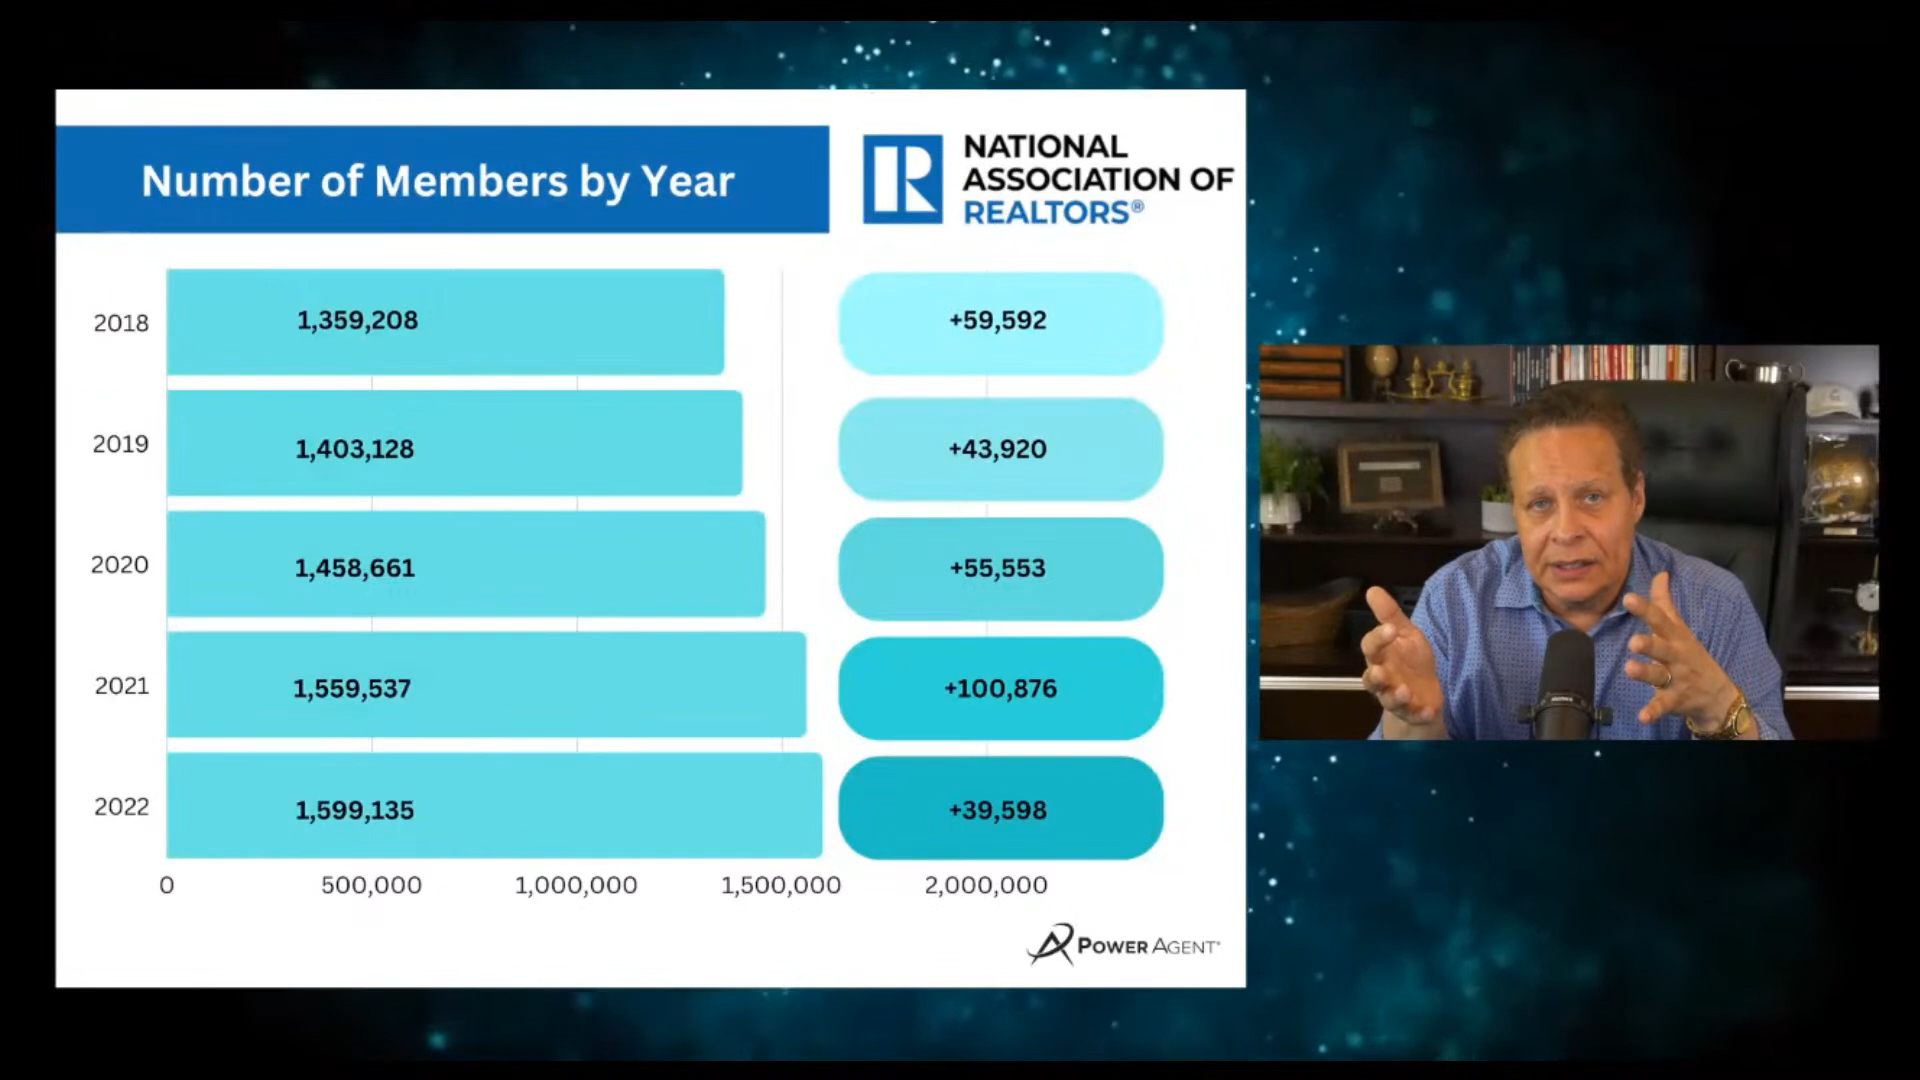 Number of Members by Year
NATIONAL
ASSOCIATION OF
REALTORS®
2018 1,359,208 +59,592
2019 1,403,128 +43,920
2020 1,458,661 +55,553
2021 1,559,537 +100,876
2022 1,599,135 +39,598
0 500,000 1,000,000 1,500,000 2,000,000
POWER AGENT®